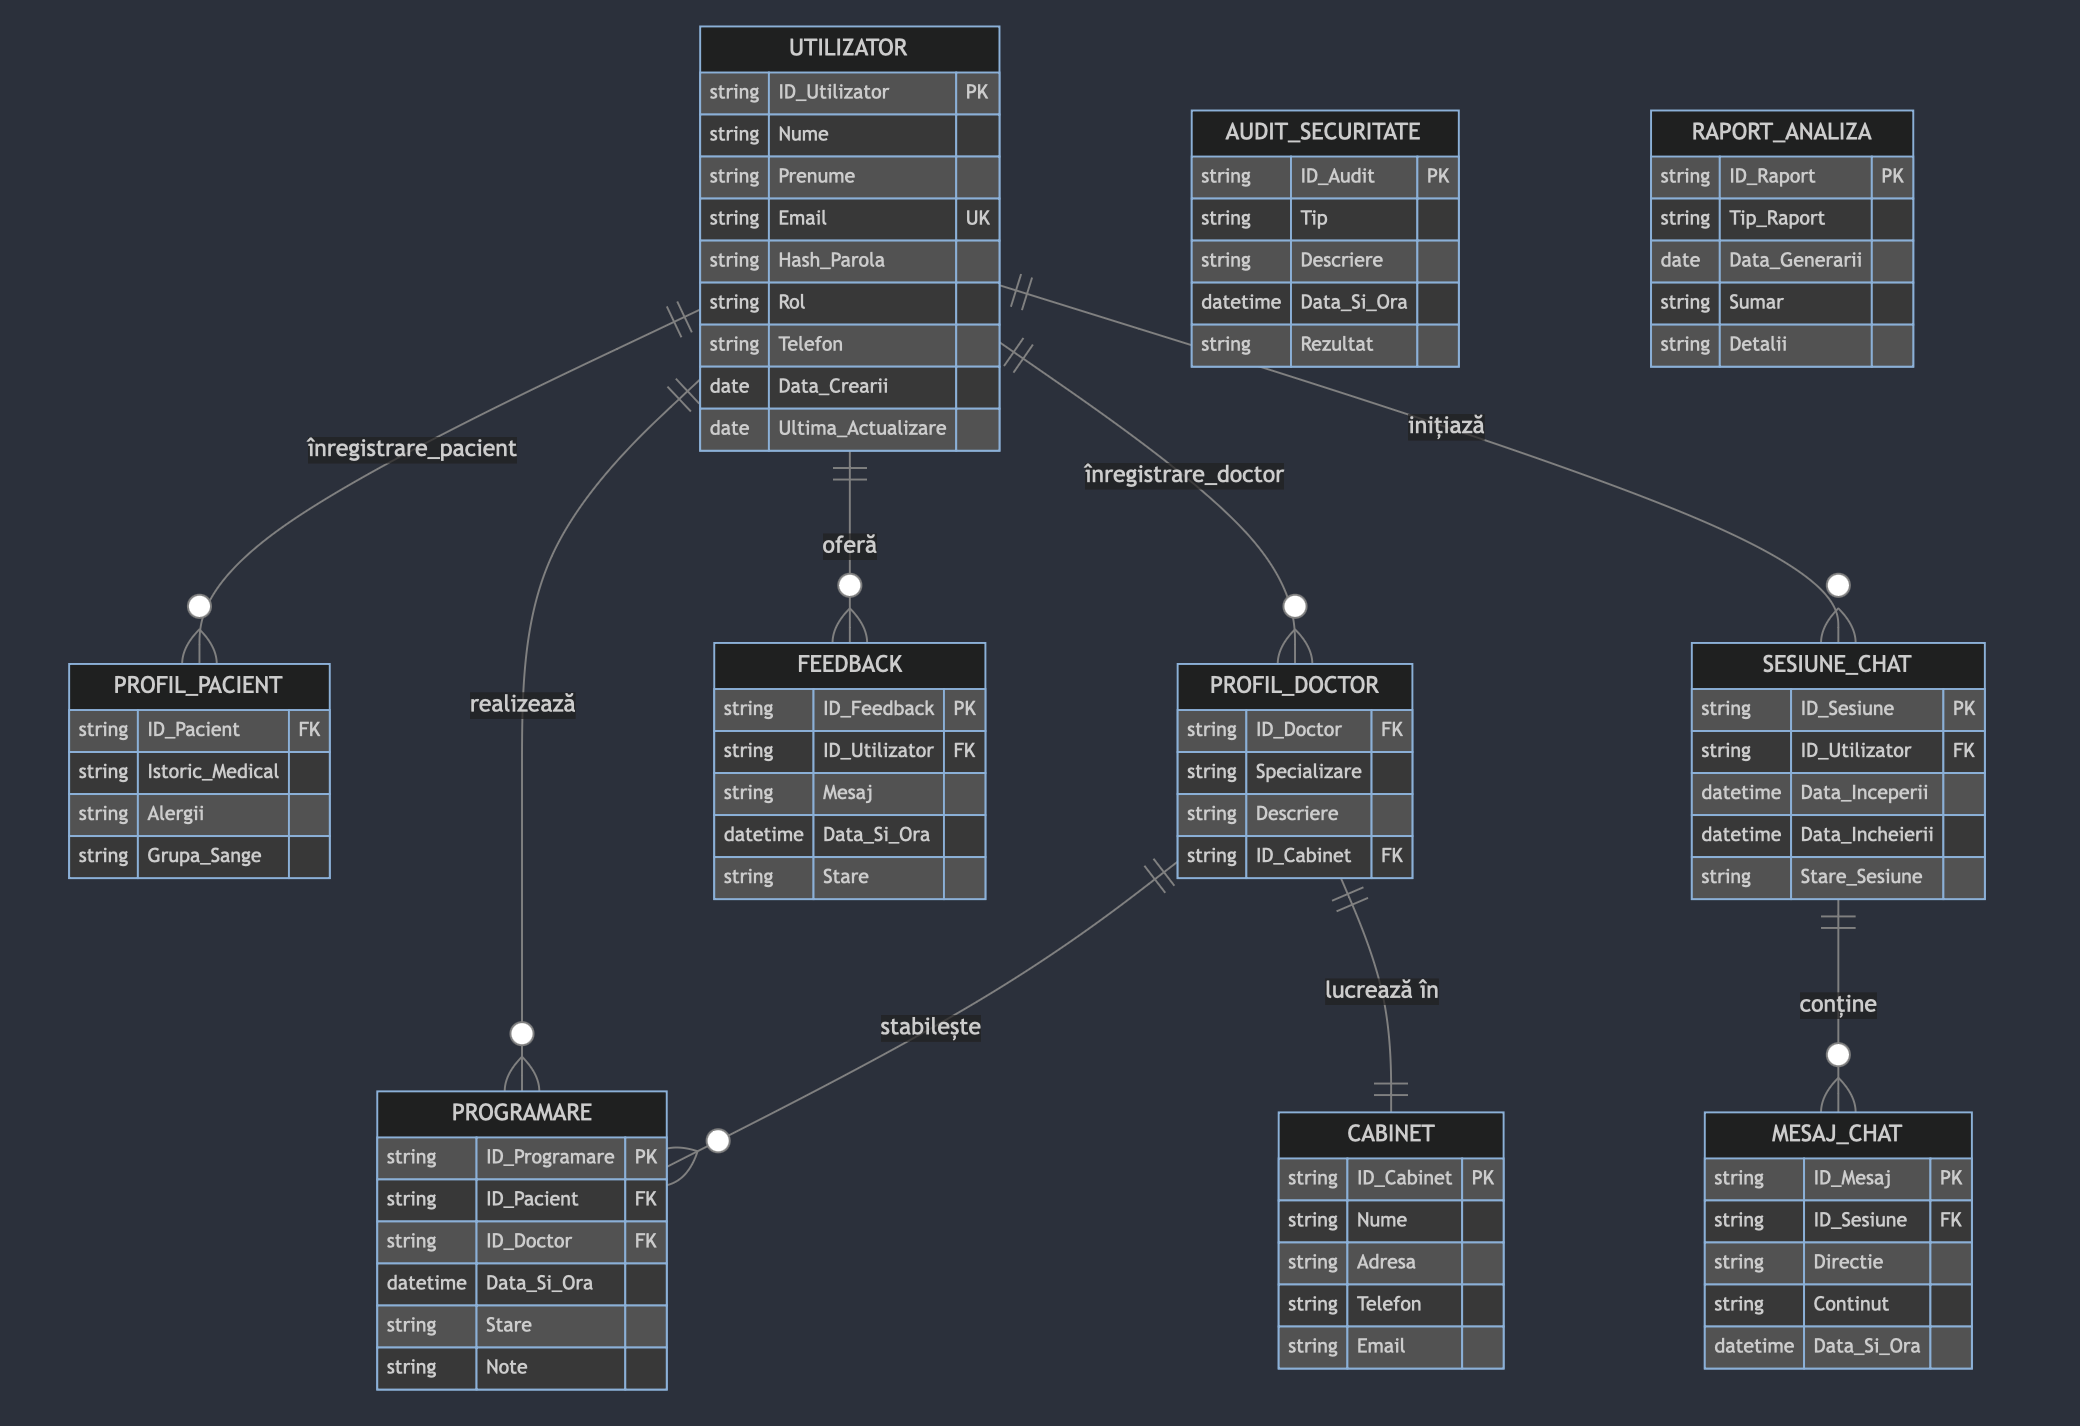 UTILIZATOR
string ID_Utilizator PK
string Nume
string Prenume
string Email UK
string Hash_Parola
string Rol
string Telefon
date Data_Crearii
date Ultima_Actualizare
AUDIT_SECURITATE
string ID_Audit PK
string Tip
string Descriere
datetime Data_Si_Ora
string Rezultat
RAPORT_ANALIZA
string ID_Raport PK
string Tip_Raport
date Data_Generarii
string Sumar
string Detalii
înregistrare_pacient
realizează
oferă
înregistrare_doctor
inițiază
PROFIL_PACIENT
string ID_Pacient FK
string Istoric_Medical
string Alergii
string Grupa_Sange
FEEDBACK
string ID_Feedback PK
string ID_Utilizator FK
string Mesaj
datetime Data_Si_Ora
string Stare
PROFIL_DOCTOR
string ID_Doctor FK
string Specializare
string Descriere
string ID_Cabinet FK
SESIUNE_CHAT
string ID_Sesiune PK
string ID_Utilizator FK
datetime Data_Inceperii
datetime Data_Incheierii
string Stare_Sesiune
stabilește
lucrează în
conține
PROGRAMARE
string ID_Programare PK
string ID_Pacient FK
string ID_Doctor FK
datetime Data_Si_Ora
string Stare
string Note
CABINET
string ID_Cabinet PK
string Nume
string Adresa
string Telefon
string Email
MESAJ_CHAT
string ID_Mesaj PK
string ID_Sesiune FK
string Directie
string Continut
datetime Data_Si_Ora